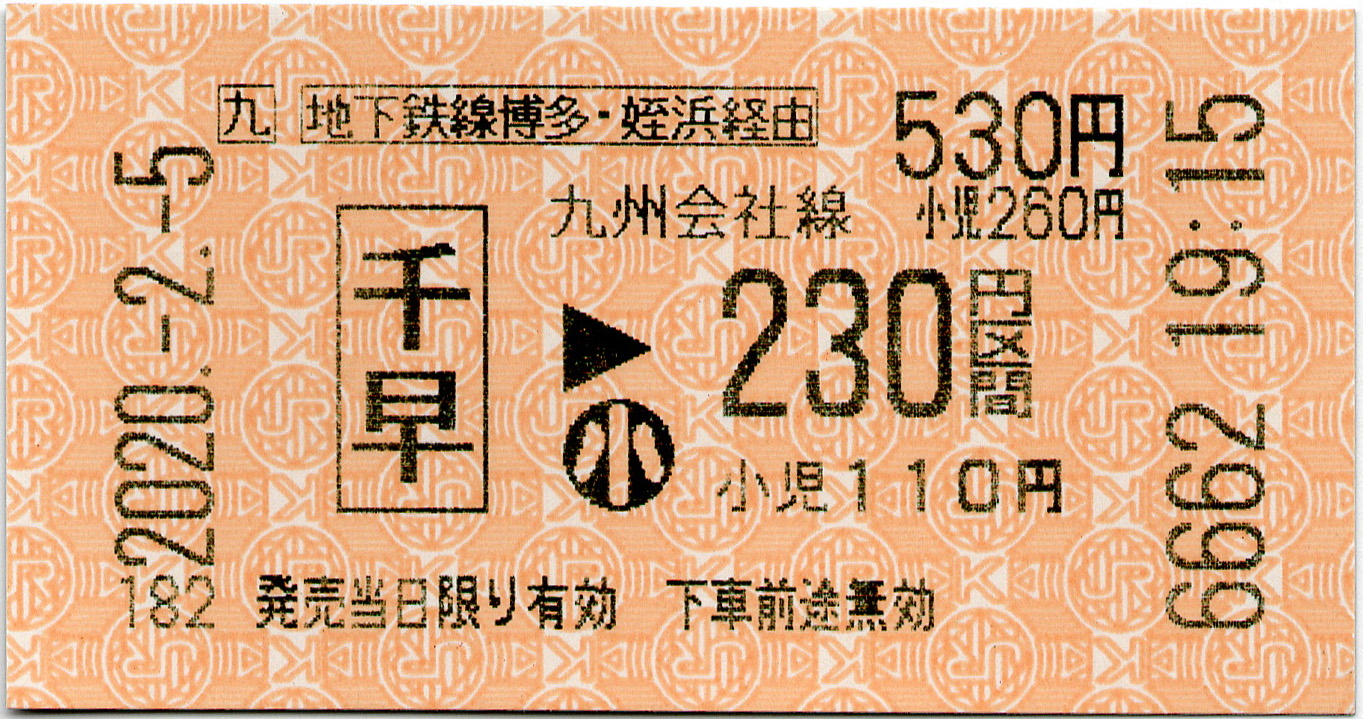 九 地下鉄線博多・姪浜経由 530円
九州会社線 小児260円
千早 ▶ 230円区間
小 小児110円
182 発売当日限り有効 下車前途無効
2020.-2.-5
6662 19:15